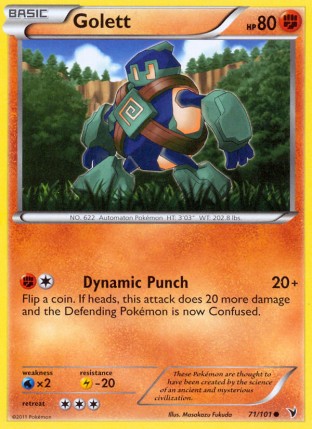 BASIC
Golett
HP80
NO. 622 Automaton Pokémon. HT. 3'03" WT. 202.8 lbs.
Dynamic Punch 20+
Flip a coin. If heads, this attack does 20 more damage
and the Defending Pokémon is now Confused.
weakness resistance
×2 -20
retreat
These Pokémon are thought to
have been created by the science
of an ancient and mysterious
civilization.
©2011 Pokémon
Illus. Masakazu Fukuda
71/101